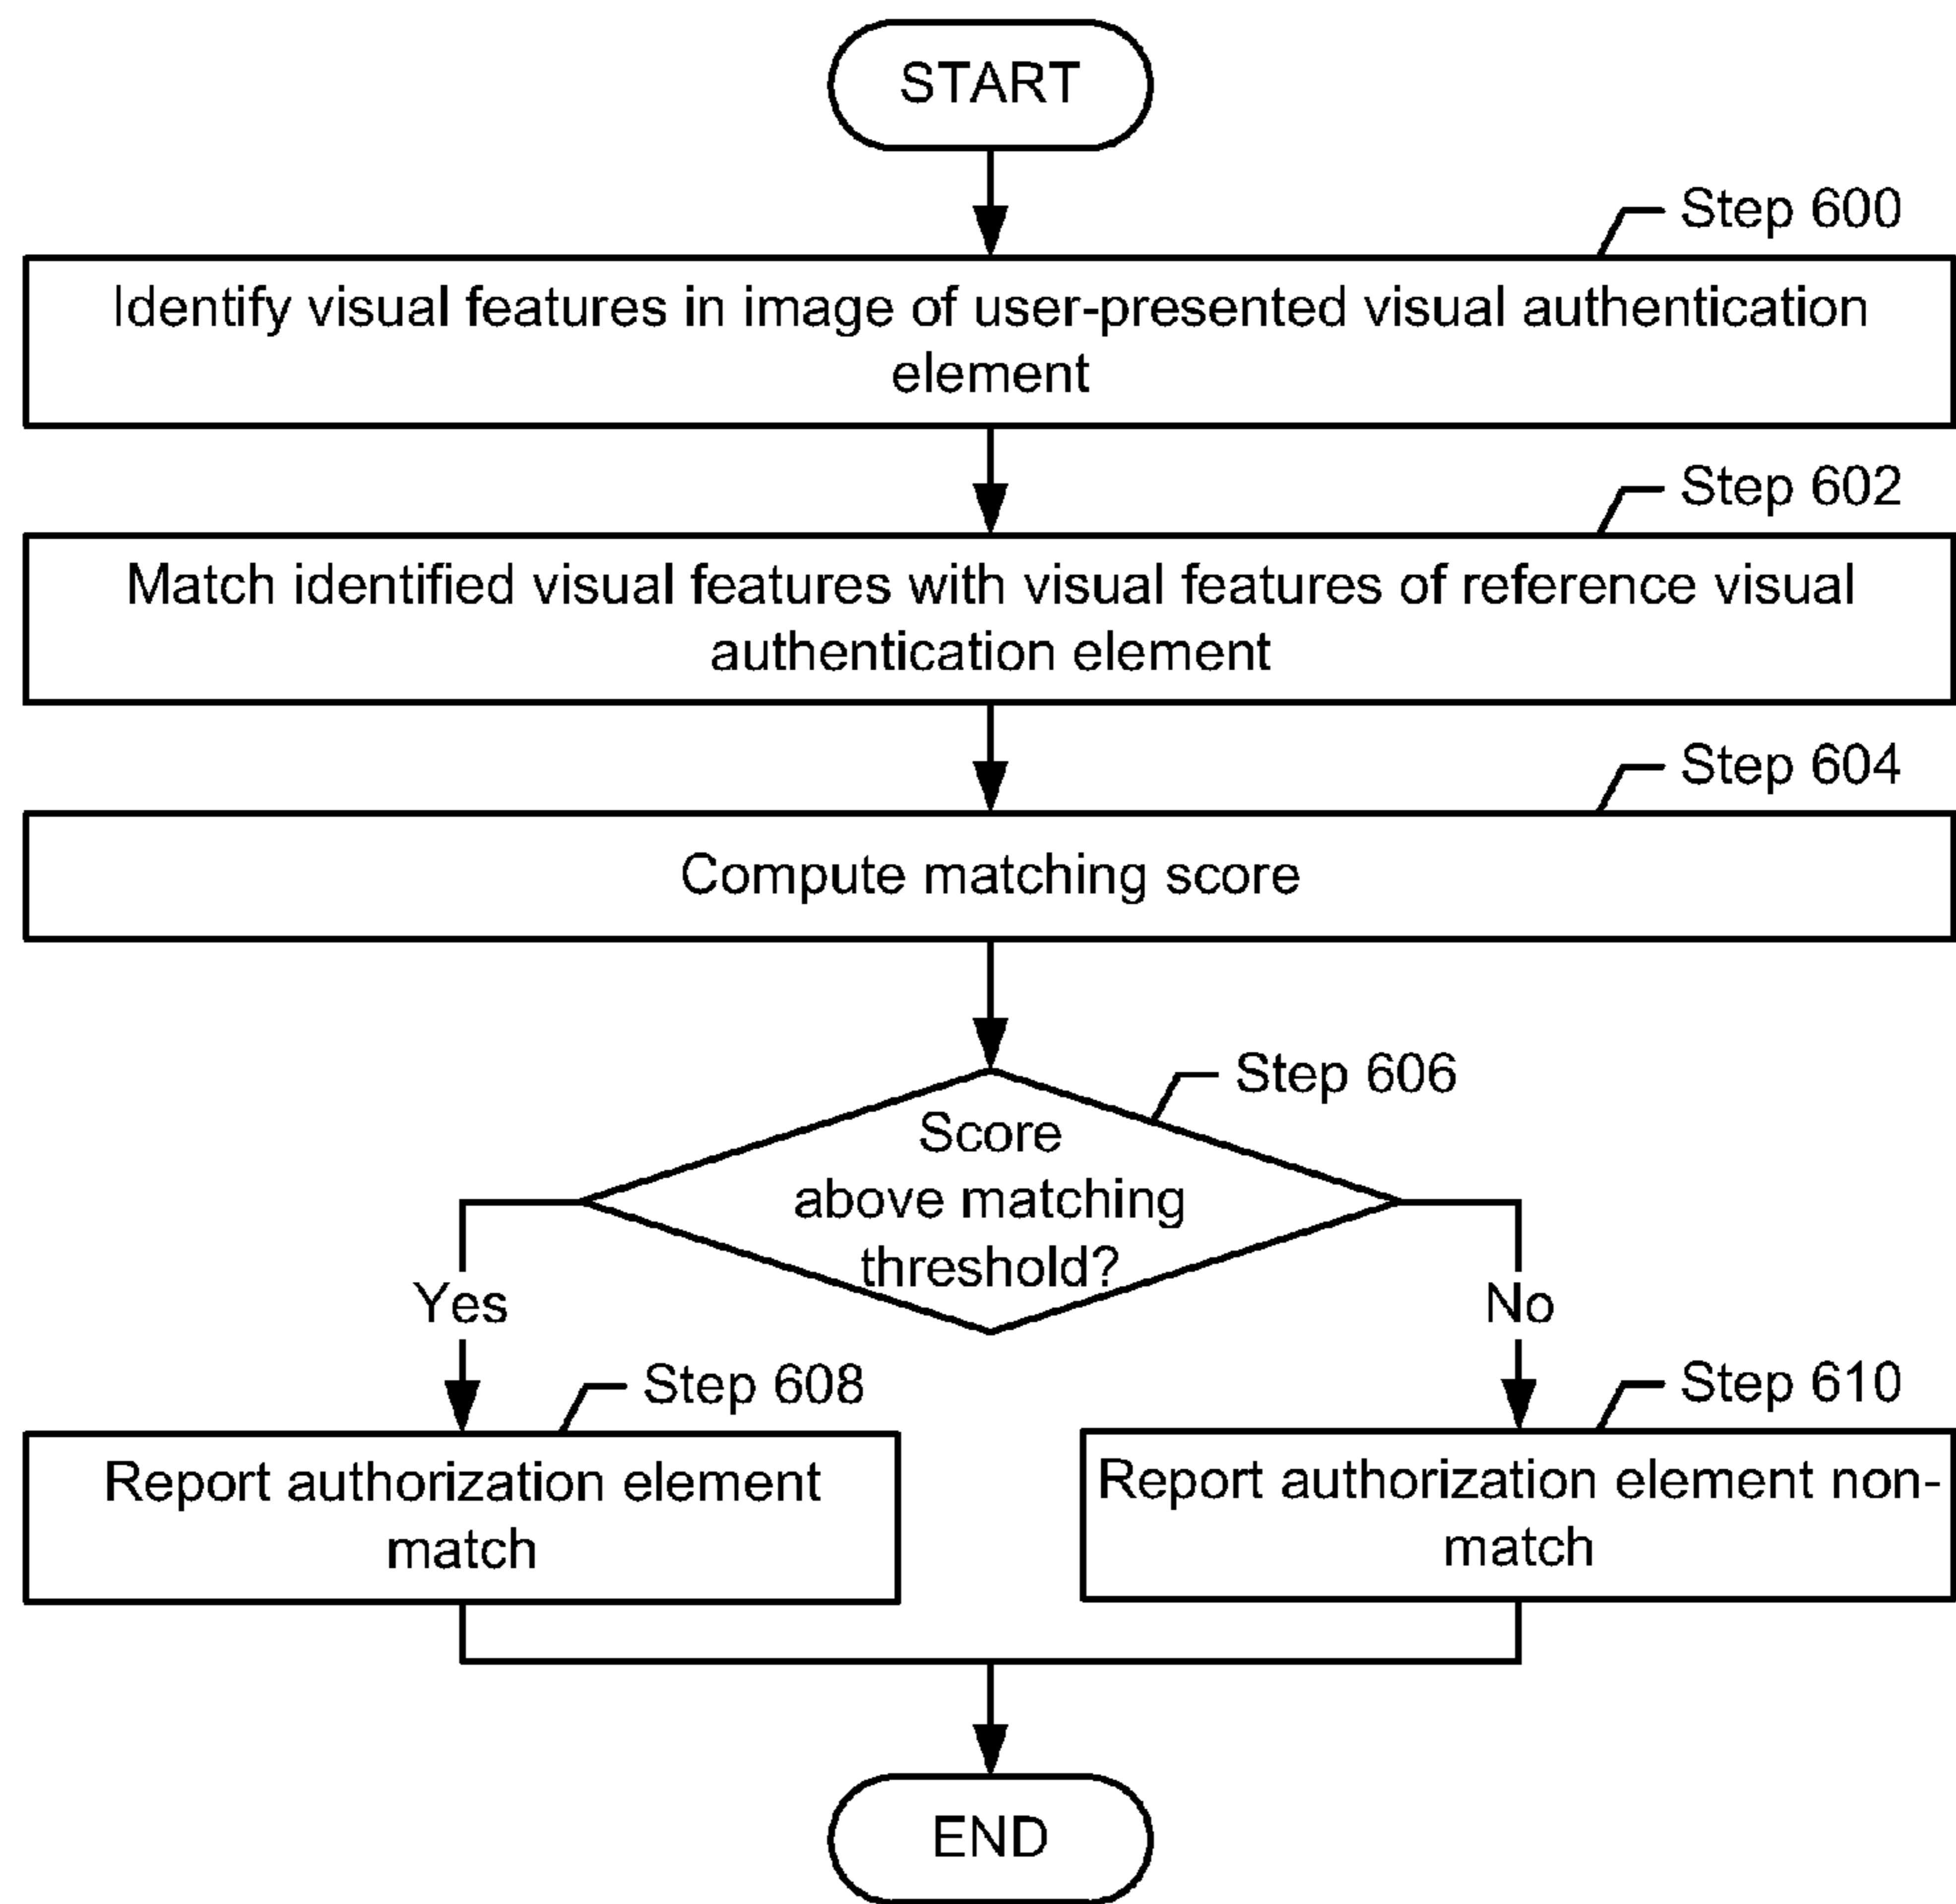 START
Step 600
Identify visual features in image of user-presented visual authentication
element
Step 602
Match identified visual features with visual features of reference visual
authentication element
Step 604
Compute matching score
Step 606
Score
above matching
threshold?
Yes
No
Step 608
Report authorization element
match
Step 610
Report authorization element non-
match
END